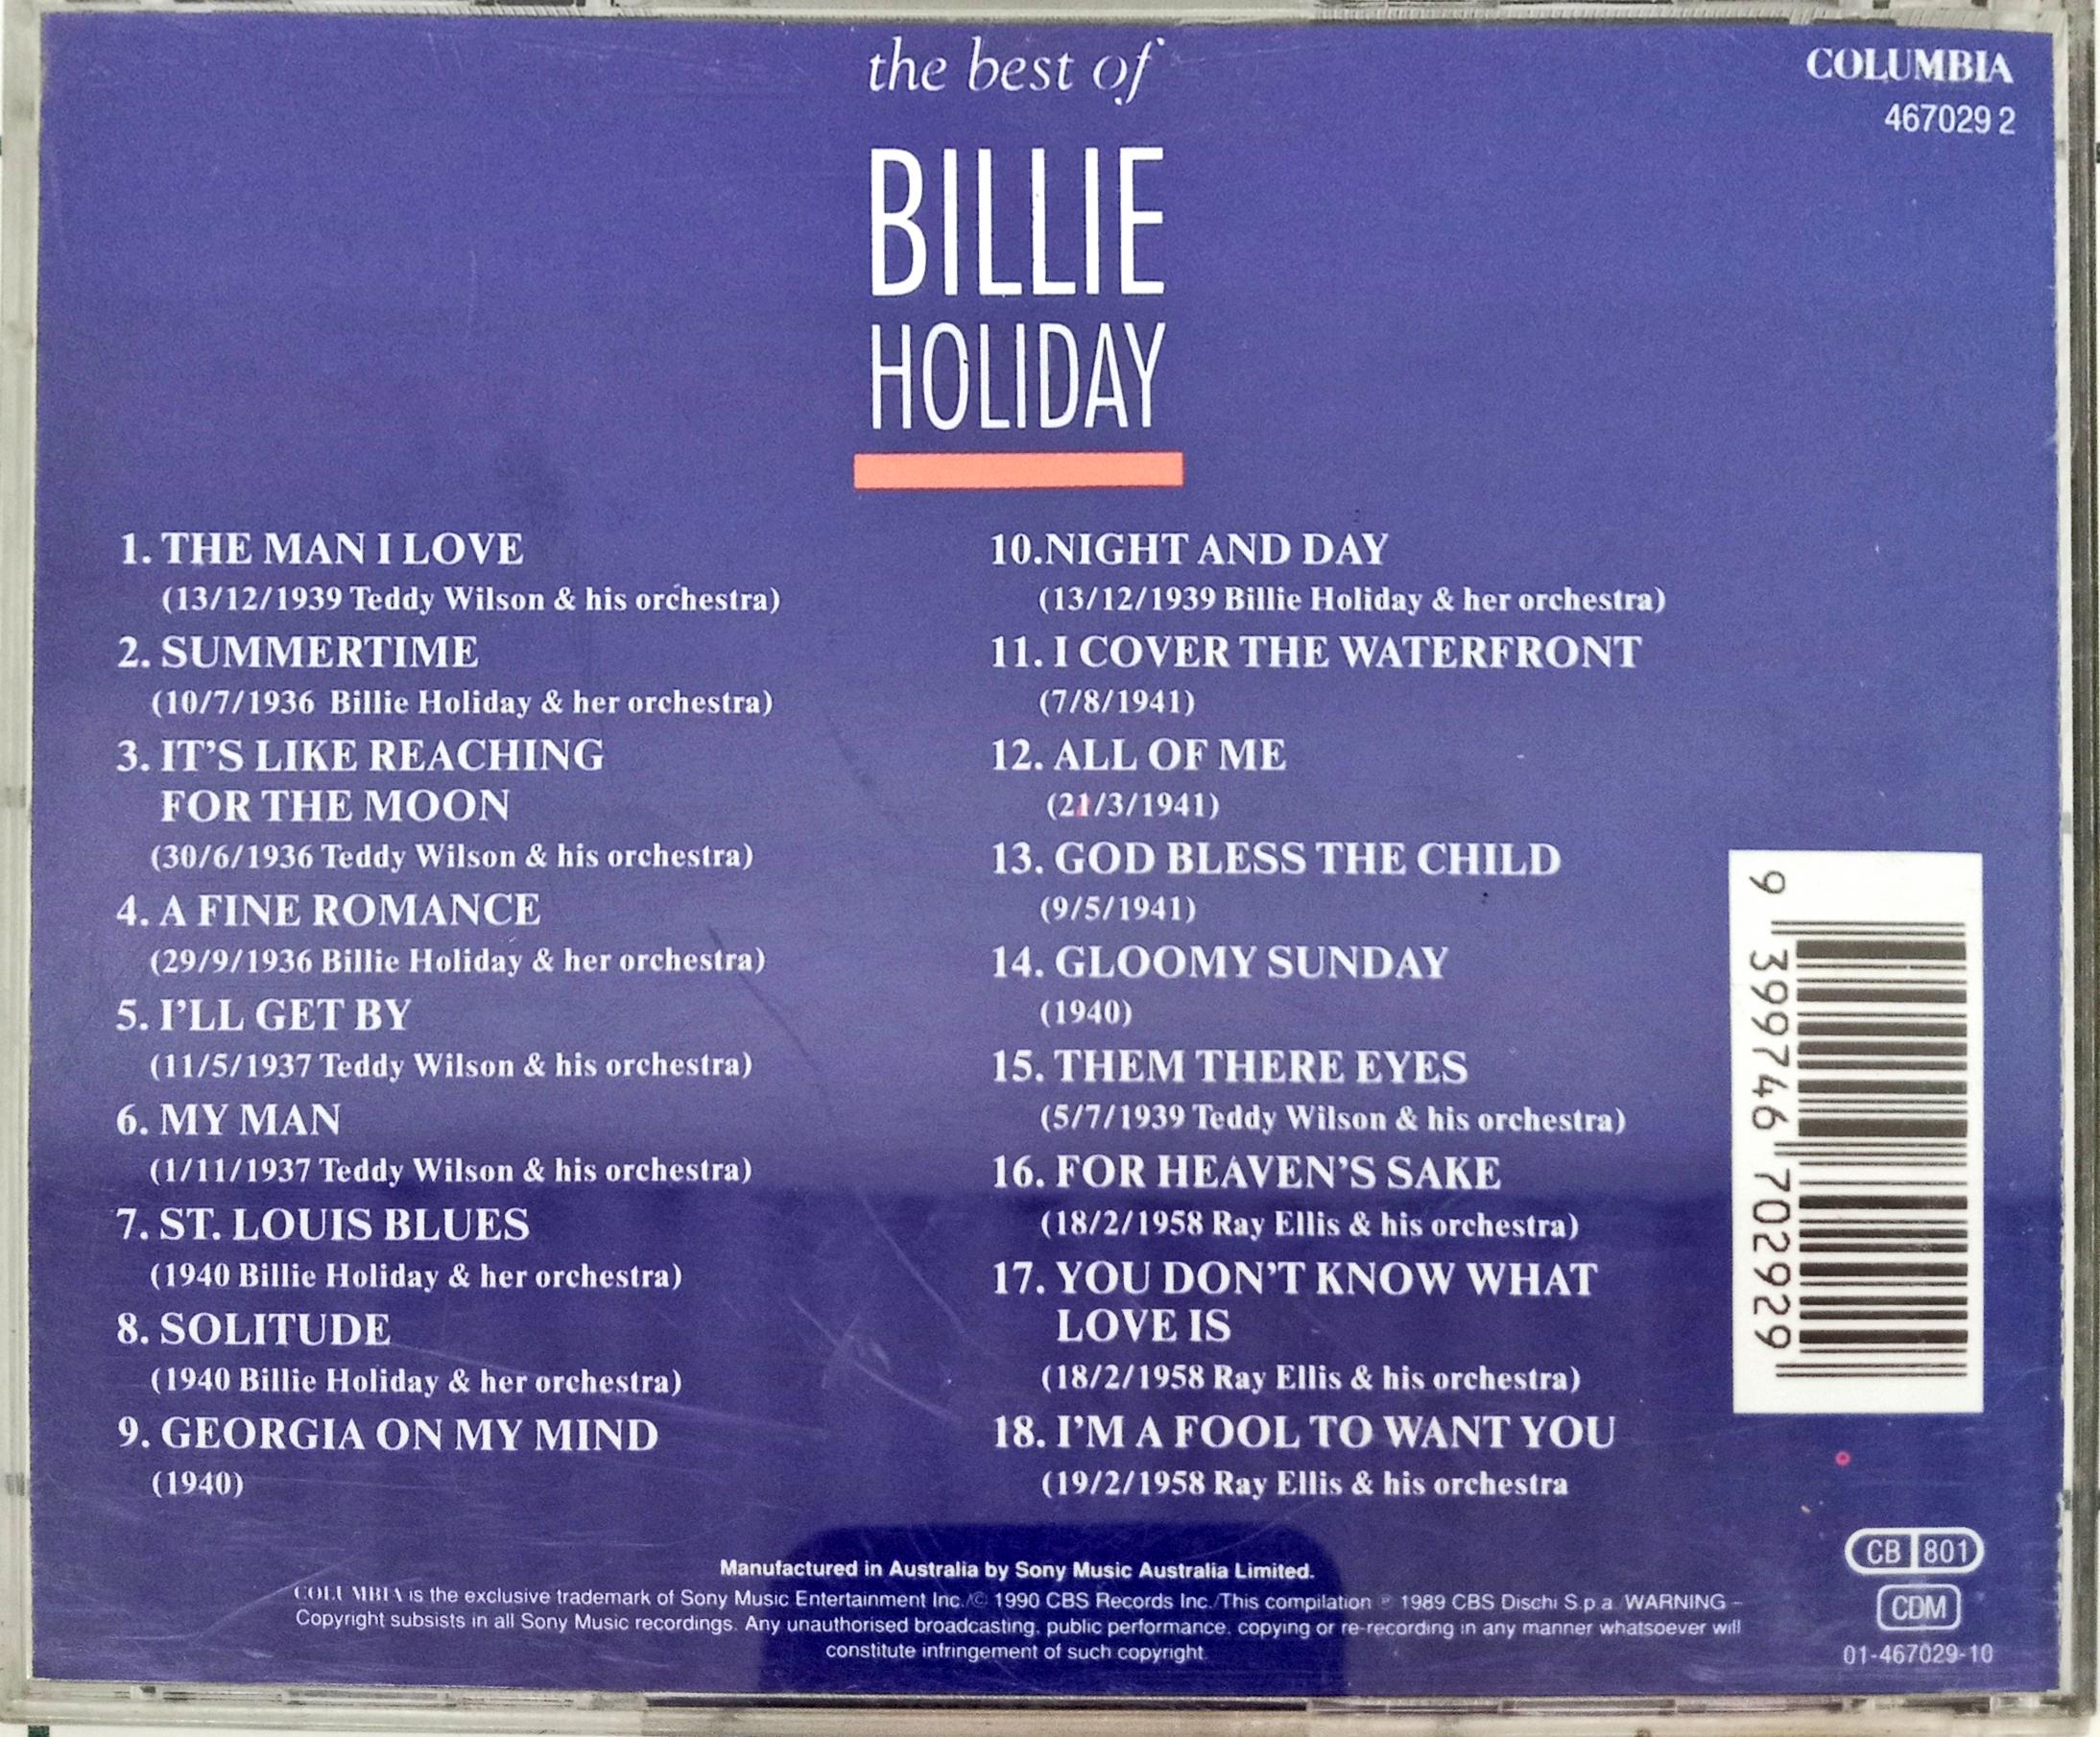 the best of
BILLIE
HOLIDAY
COLUMBIA
467029 2
1. THE MAN I LOVE
(13/12/1939 Teddy Wilson & his orchestra)
2. SUMMERTIME
(10/7/1936 Billie Holiday & her orchestra)
3. IT'S LIKE REACHING
FOR THE MOON
(30/6/1936 Teddy Wilson & his orchestra)
4. A FINE ROMANCE
(29/9/1936 Billie Holiday & her orchestra)
5. I'LL GET BY
(11/5/1937 Teddy Wilson & his orchestra)
6. MY MAN
(1/11/1937 Teddy Wilson & his orchestra)
7. ST. LOUIS BLUES
(1940 Billie Holiday & her orchestra)
8. SOLITUDE
(1940 Billie Holiday & her orchestra)
9. GEORGIA ON MY MIND
(1940)
10.NIGHT AND DAY
(13/12/1939 Billie Holiday & her orchestra)
11. I COVER THE WATERFRONT
(7/8/1941)
12. ALL OF ME
(21/3/1941)
13. GOD BLESS THE CHILD
(9/5/1941)
14. GLOOMY SUNDAY
(1940)
15. THEM THERE EYES
(5/7/1939 Teddy Wilson & his orchestra)
16. FOR HEAVEN'S SAKE
(18/2/1958 Ray Ellis & his orchestra)
17. YOU DON'T KNOW WHAT
LOVE IS
(18/2/1958 Ray Ellis & his orchestra)
18. I'M A FOOL TO WANT YOU
(19/2/1958 Ray Ellis & his orchestra
9 399746 702929
Manufactured in Australia by Sony Music Australia Limited.
COLUMBIA is the exclusive trademark of Sony Music Entertainment Inc./© 1990 CBS Records Inc./This compilation ℗ 1989 CBS Dischi S.p.a. WARNING –
Copyright subsists in all Sony Music recordings. Any unauthorised broadcasting, public performance, copying or re-recording in any manner whatsoever will
constitute infringement of such copyright.
CB 801
CDM
01-467029-10